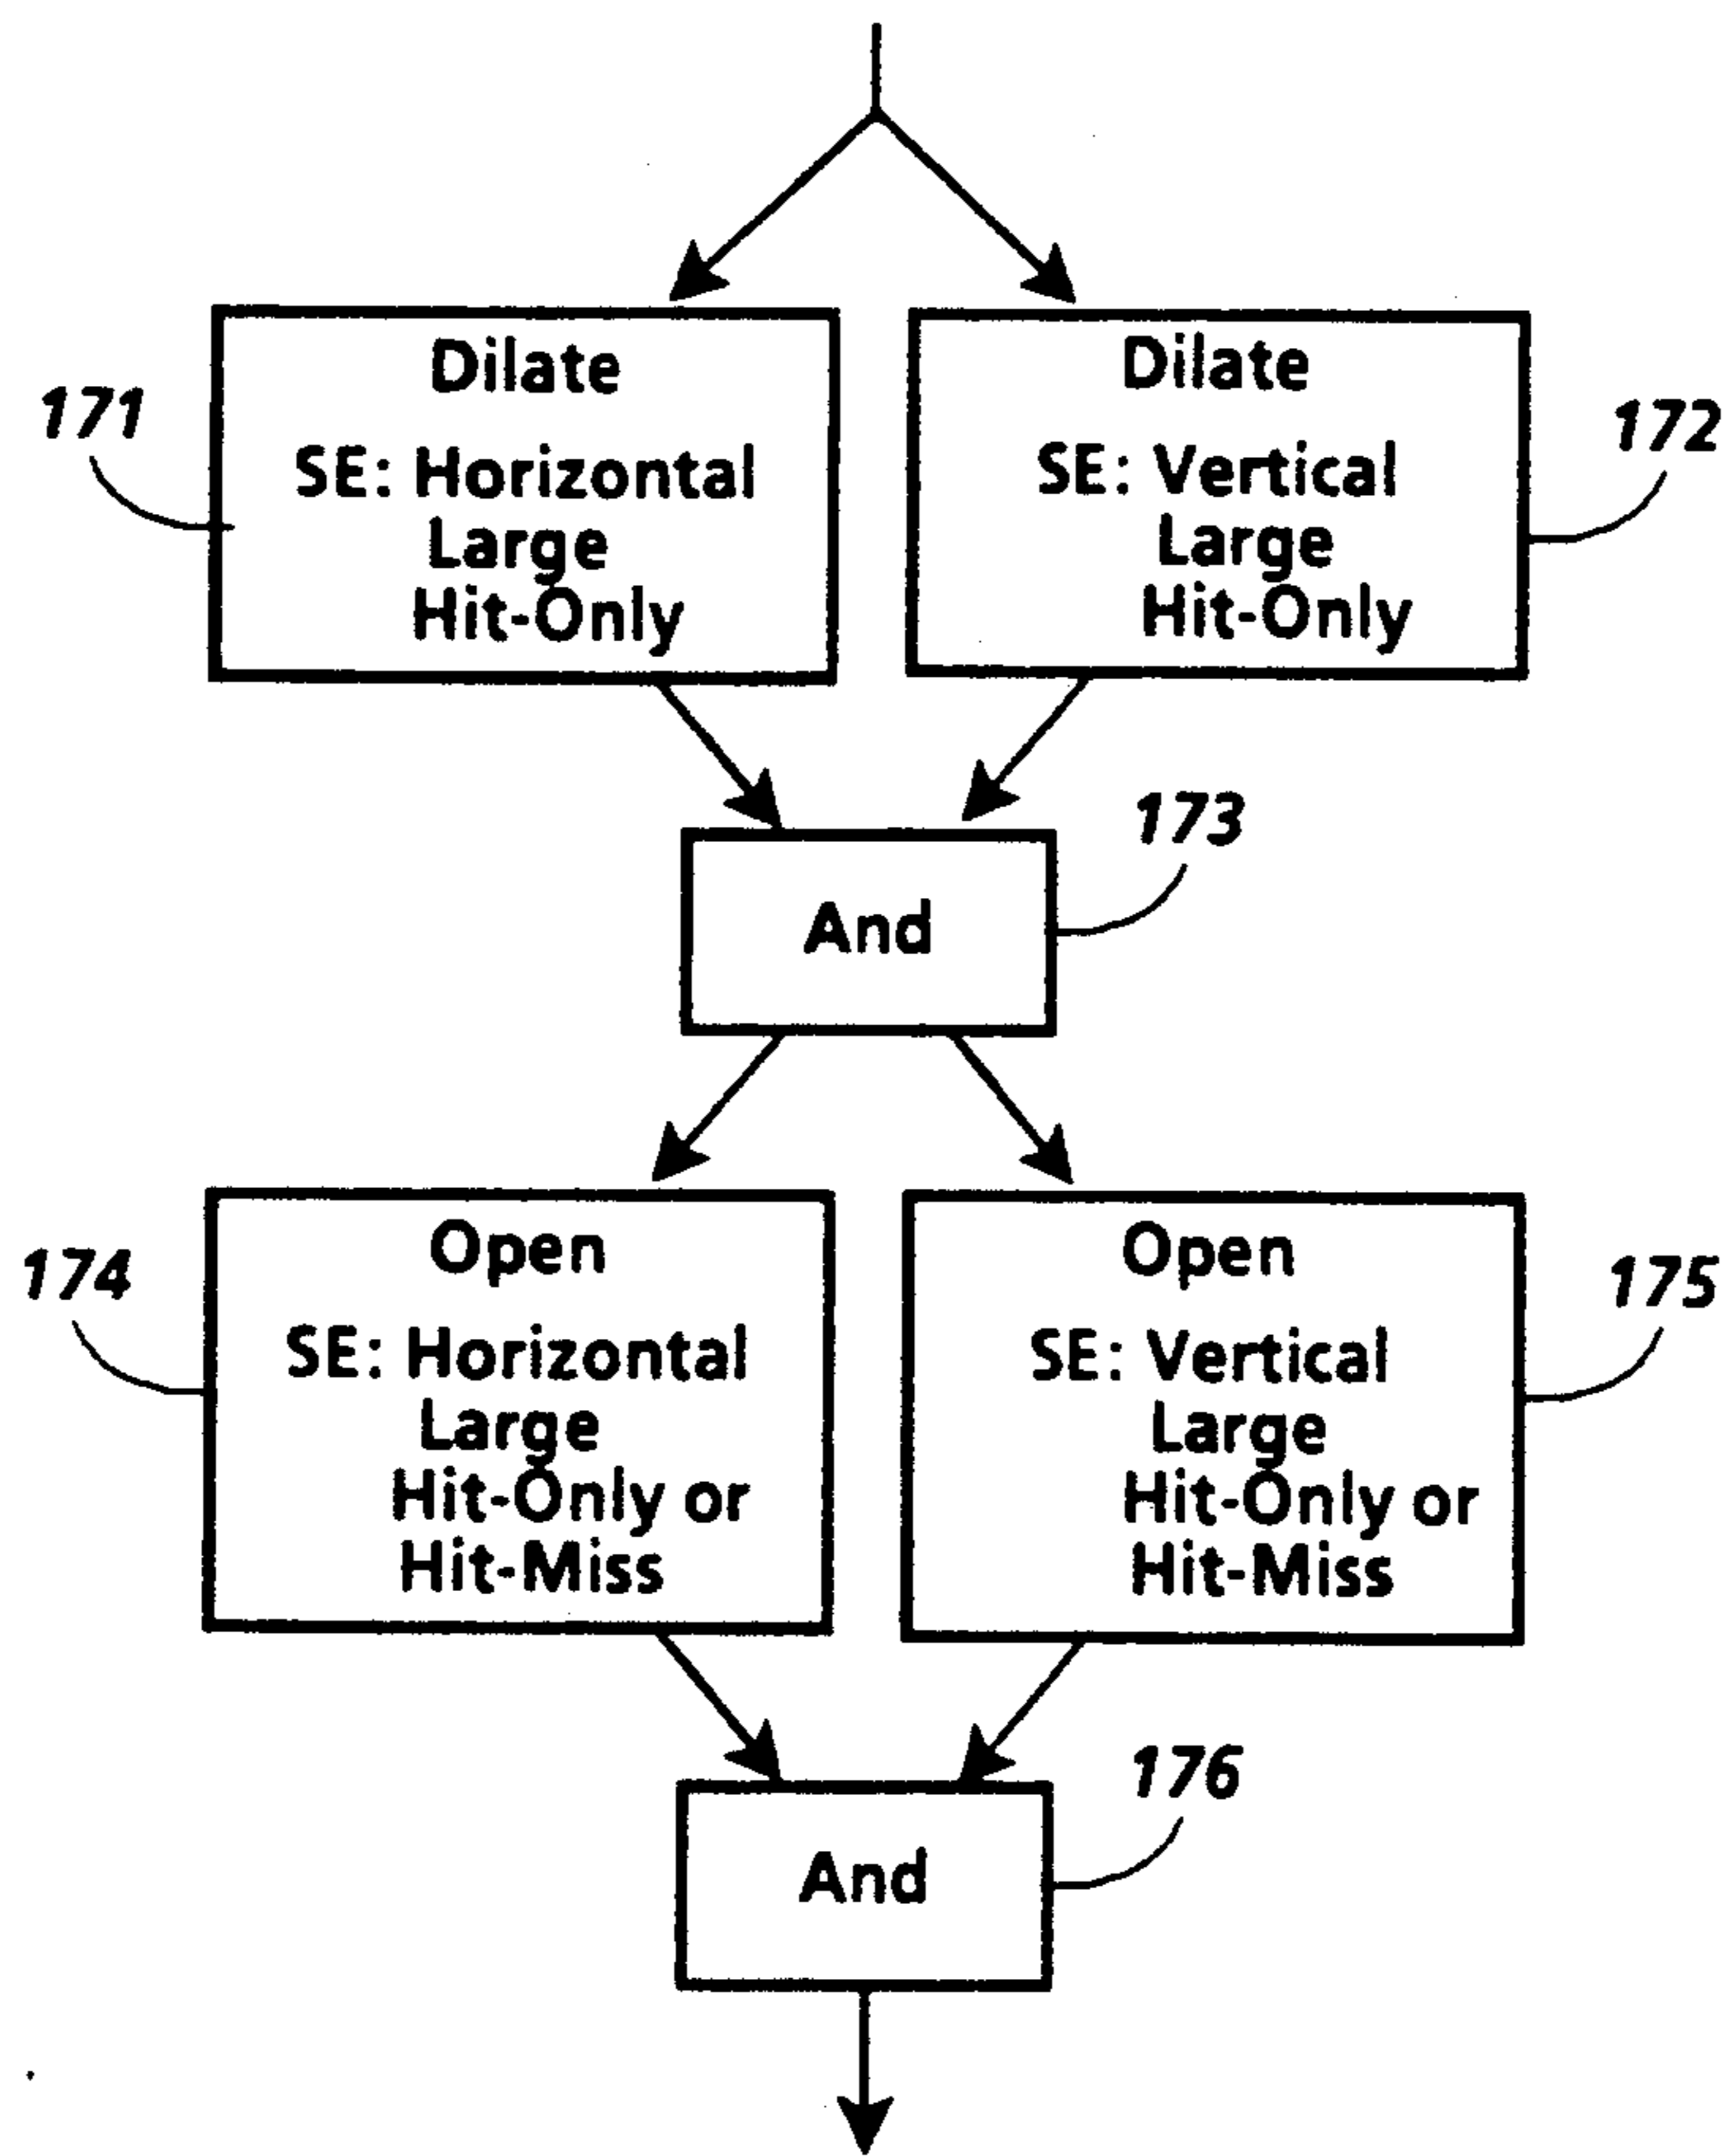 171
Dilate
SE: Horizontal
Large
Hit-Only
Dilate
SE: Vertical
Large
Hit-Only
172
And
173
174
Open
SE: Horizontal
Large
Hit-Only or
Hit-Miss
Open
SE: Vertical
Large
Hit-Only or
Hit-Miss
175
And
176